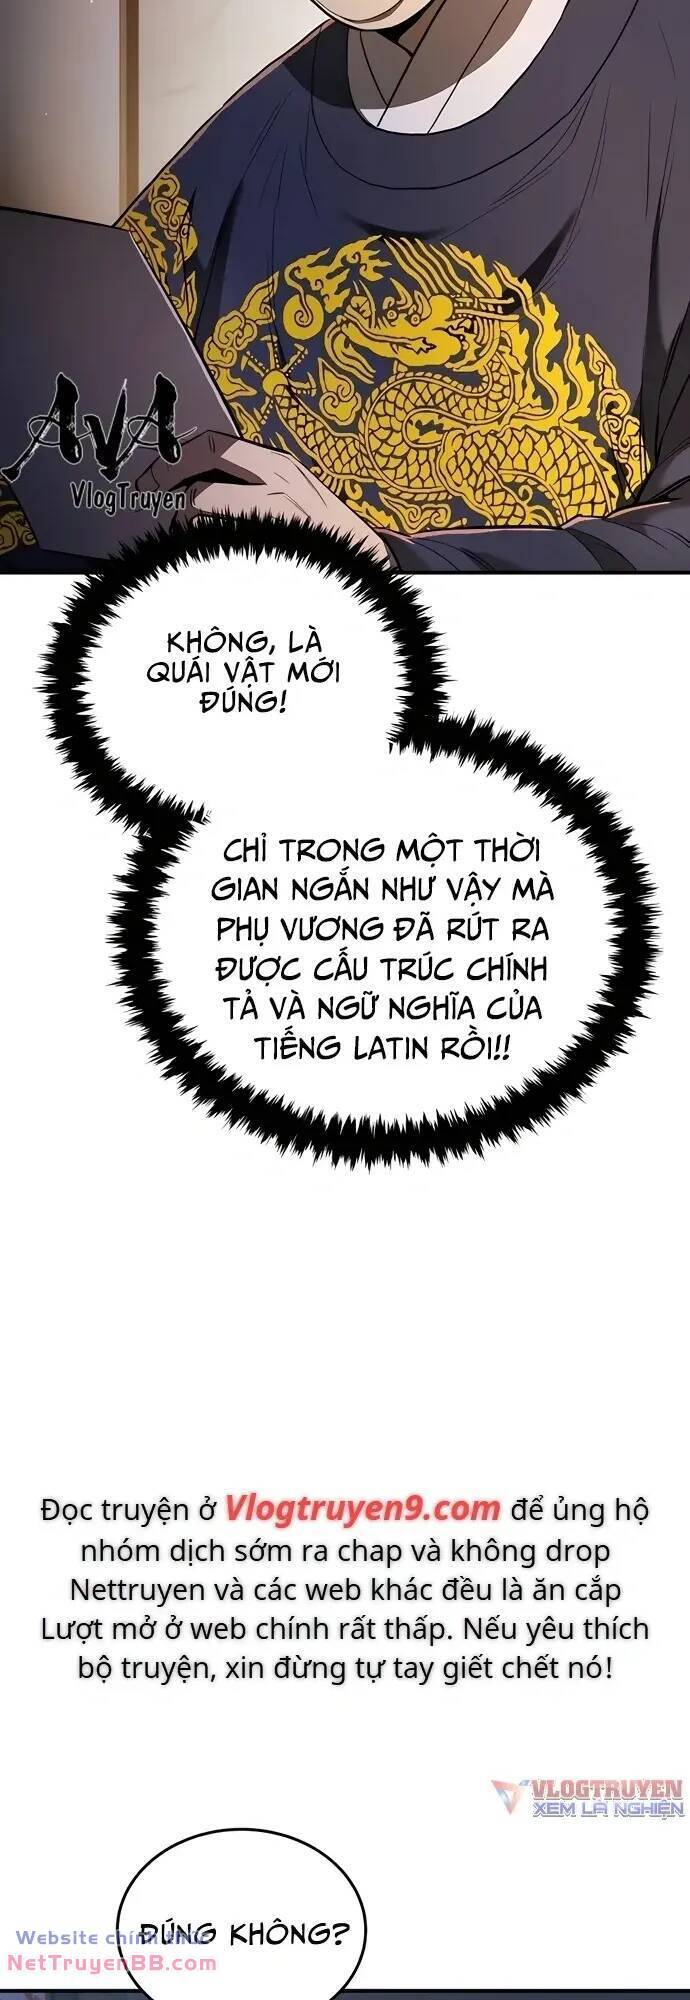 AVA
VlogTruyen
KHÔNG, LÀ
QUÁI VẬT MỚI
ĐÚNG!
CHỈ TRONG MỘT THỜI
GIAN NGẮN NHƯ VẬY MÀ
PHỤ VƯƠNG ĐÃ RÚT RA
ĐƯỢC CẤU TRÚC CHÍNH
TẢ VÀ NGỮ NGHĨA CỦA
TIẾNG LATIN RỒI!!
Đọc truyện ở Vlogtruyen9.com để ủng hộ
nhóm dịch sớm ra chap và không drop
Nettruyen và các web khác đều là ăn cắp
Lượt mở ở web chính rất thấp. Nếu yêu thích
bộ truyện, xin đừng tự tay giết chết nó!
VLOGTRUYEN
XEM LÀ NGHIỆN
ĐÚNG KHÔNG?
Website chính thức
NetTruyenBB.com